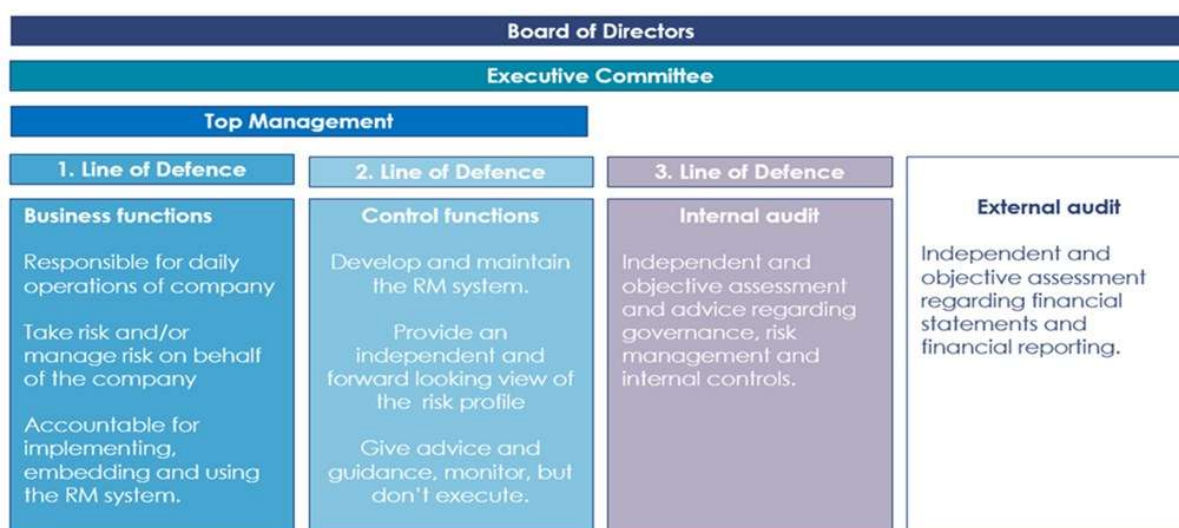 Board of Directors
Executive Committee
Top Management
1. Line of Defence
2. Line of Defence
3. Line of Defence
Business functions
Responsible for daily
operations of company
Take risk and/or
manage risk on behalf
of the company
Accountable for
implementing,
embedding and using
the RM system.
Control functions
Develop and maintain
the RM system.
Provide an
independent and
forward looking view of
the risk profile
Give advice and
guidance, monitor, but
don't execute.
Internal audit
Independent and
objective assessment
and advice regarding
governance, risk
management and
internal controls.
External audit
Independent and
objective assessment
regarding financial
statements and
financial reporting.